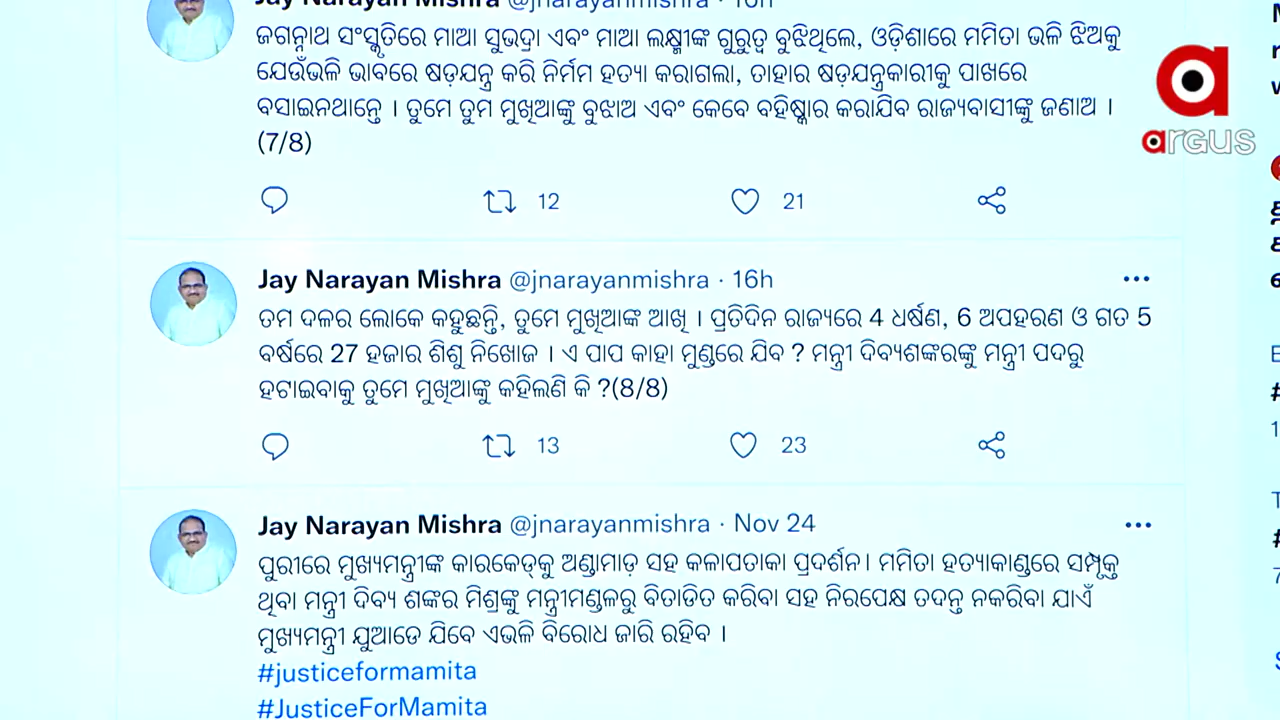 Jay Narayan Mishra @jnarayanmishra · 16h
ଜଗନ୍ନାଥ ସଂସ୍କୃତିରେ ମାଆ ସୁଭଦ୍ରା ଏବଂ ମାଆ ଲକ୍ଷ୍ମୀଙ୍କ ଗୁରୁତ୍ୱ ବୁଝିଥିଲେ, ଓଡ଼ିଶାରେ ମମିତା ଭଳି ଝିଅକୁ
ଯେଉଁଭଳି ଭାବରେ ଷଡ଼ଯନ୍ତ୍ର କରି ନିର୍ମମ ହତ୍ୟା କରାଗଲା, ତାହାର ଷଡ଼ଯନ୍ତ୍ରକାରୀକୁ ପାଖରେ
ବସାଇନଥାନ୍ତେ । ତୁମେ ତୁମ ମୁଖିଆଙ୍କୁ ବୁଝାଅ ଏବଂ କେବେ ବହିଷ୍କାର କରାଯିବ ରାଜ୍ୟବାସୀଙ୍କୁ ଜଣାଅ ।
(7/8)
12 21
argus
Jay Narayan Mishra @jnarayanmishra · 16h
ତମ ଦଳର ଲୋକେ କହୁଛନ୍ତି, ତୁମେ ମୁଖିଆଙ୍କ ଆଖି । ପ୍ରତିଦିନ ରାଜ୍ୟରେ 4 ଧର୍ଷଣ, 6 ଅପହରଣ ଓ ଗତ 5
ବର୍ଷରେ 27 ହଜାର ଶିଶୁ ନିଖୋଜ । ଏ ପାପ କାହା ମୁଣ୍ଡରେ ଯିବ ? ମନ୍ତ୍ରୀ ଦିବ୍ୟଶଙ୍କରଙ୍କୁ ମନ୍ତ୍ରୀ ପଦରୁ
ହଟାଇବାକୁ ତୁମେ ମୁଖିଆଙ୍କୁ କହିଲଣି କି ?(8/8)
13 23
Jay Narayan Mishra @jnarayanmishra · Nov 24
ପୁରୀରେ ମୁଖ୍ୟମନ୍ତ୍ରୀଙ୍କ କାରକେଡ୍‌କୁ ଅଣ୍ଡାମାଡ଼ ସହ କଳାପତାକା ପ୍ରଦର୍ଶନ। ମମିତା ହତ୍ୟାକାଣ୍ଡରେ ସମ୍ପୃକ୍ତ
ଥିବା ମନ୍ତ୍ରୀ ଦିବ୍ୟ ଶଙ୍କର ମିଶ୍ରଙ୍କୁ ମନ୍ତ୍ରୀମଣ୍ଡଳରୁ ବିତାଡିତ କରିବା ସହ ନିରପେକ୍ଷ ତଦନ୍ତ ନକରିବା ଯାଏଁ
ମୁଖ୍ୟମନ୍ତ୍ରୀ ଯୁଆଡେ ଯିବେ ଏଭଳି ବିରୋଧ ଜାରି ରହିବ ।
#justiceformamita
#JusticeForMamita